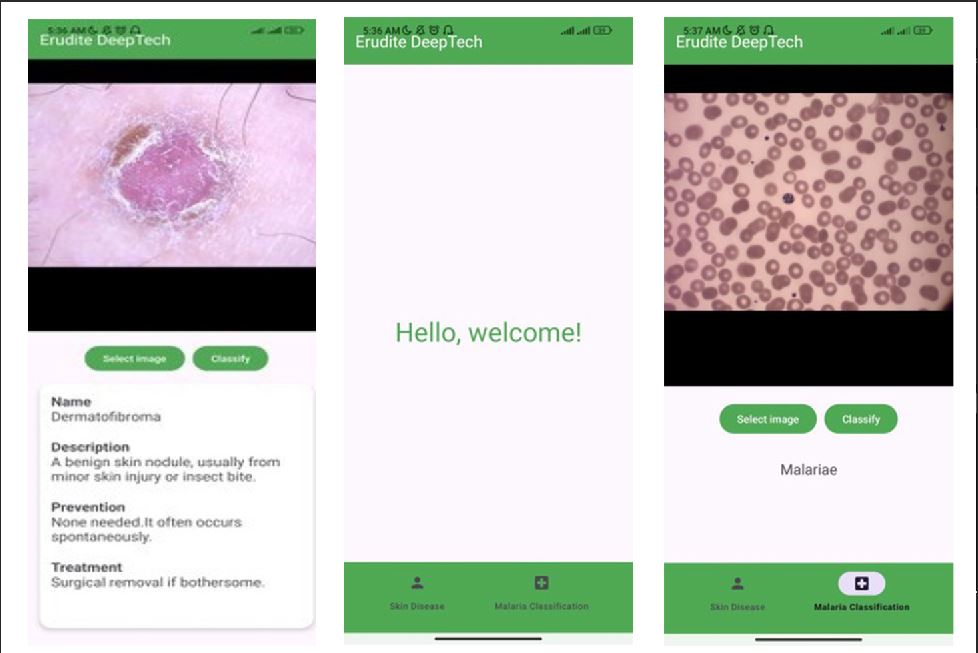 5:36 AM
Erudite DeepTech
Select image
Classify
Name
Dermatofibroma
Description
A benign skin nodule, usually from
minor skin injury or insect bite.
Prevention
None needed.It often occurs
spontaneously.
Treatment
Surgical removal if bothersome.
5:36 AM
Erudite DeepTech
Hello, welcome!
Skin Disease
Malaria Classification
5:37 AM
Erudite DeepTech
Select image
Classify
Malariae
Skin Disease
Malaria Classification